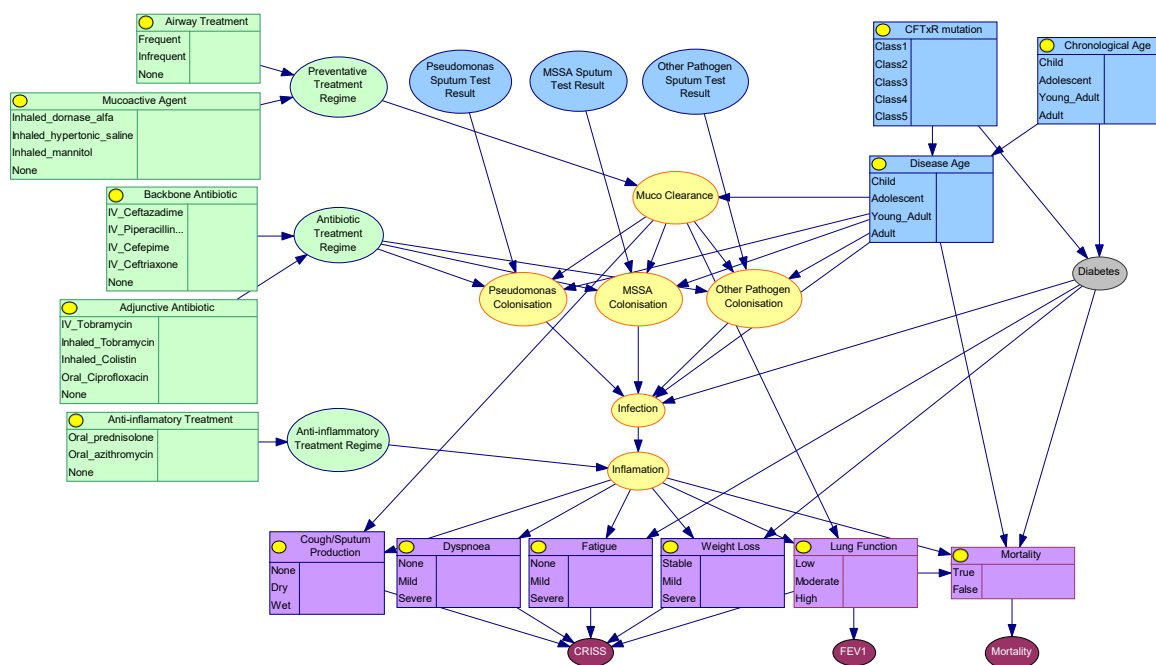 Airway Treatment
Frequent
Infrequent
None
Mucoactive Agent
Inhaled_dornase_alfa
Inhaled_hypertonic_saline
Inhaled_mannitol
None
Preventative
Treatment
Regime
Pseudomonas
Sputum Test
Result
MSSA Sputum
Test Result
Other Pathogen
Sputum Test
Result
CFTxR mutation
Class1
Class2
Class3
Class4
Class5
Chronological Age
Child
Adolescent
Young_Adult
Adult
Disease Age
Child
Adolescent
Young_Adult
Adult
Muco Clearance
Backbone Antibiotic
IV_Ceftazadime
IV_Piperacillin...
IV_Cefepime
IV_Ceftriaxone
None
Antibiotic
Treatment
Regime
Adjunctive Antibiotic
IV_Tobramycin
Inhaled_Tobramycin
Inhaled_Colistin
Oral_Ciprofloxacin
None
Pseudomonas
Colonisation
MSSA
Colonisation
Other Pathogen
Colonisation
Diabetes
Infection
Anti-inflamatory Treatment
Oral_prednisolone
Oral_azithromycin
None
Anti-inflammatory
Treatment Regime
Inflamation
Cough/Sputum
Production
None
Dry
Wet
Dyspnoea
None
Mild
Severe
Fatigue
None
Mild
Severe
Weight Loss
Stable
Mild
Severe
Lung Function
Low
Moderate
High
Mortality
True
False
CRISS
FEV1
Mortality